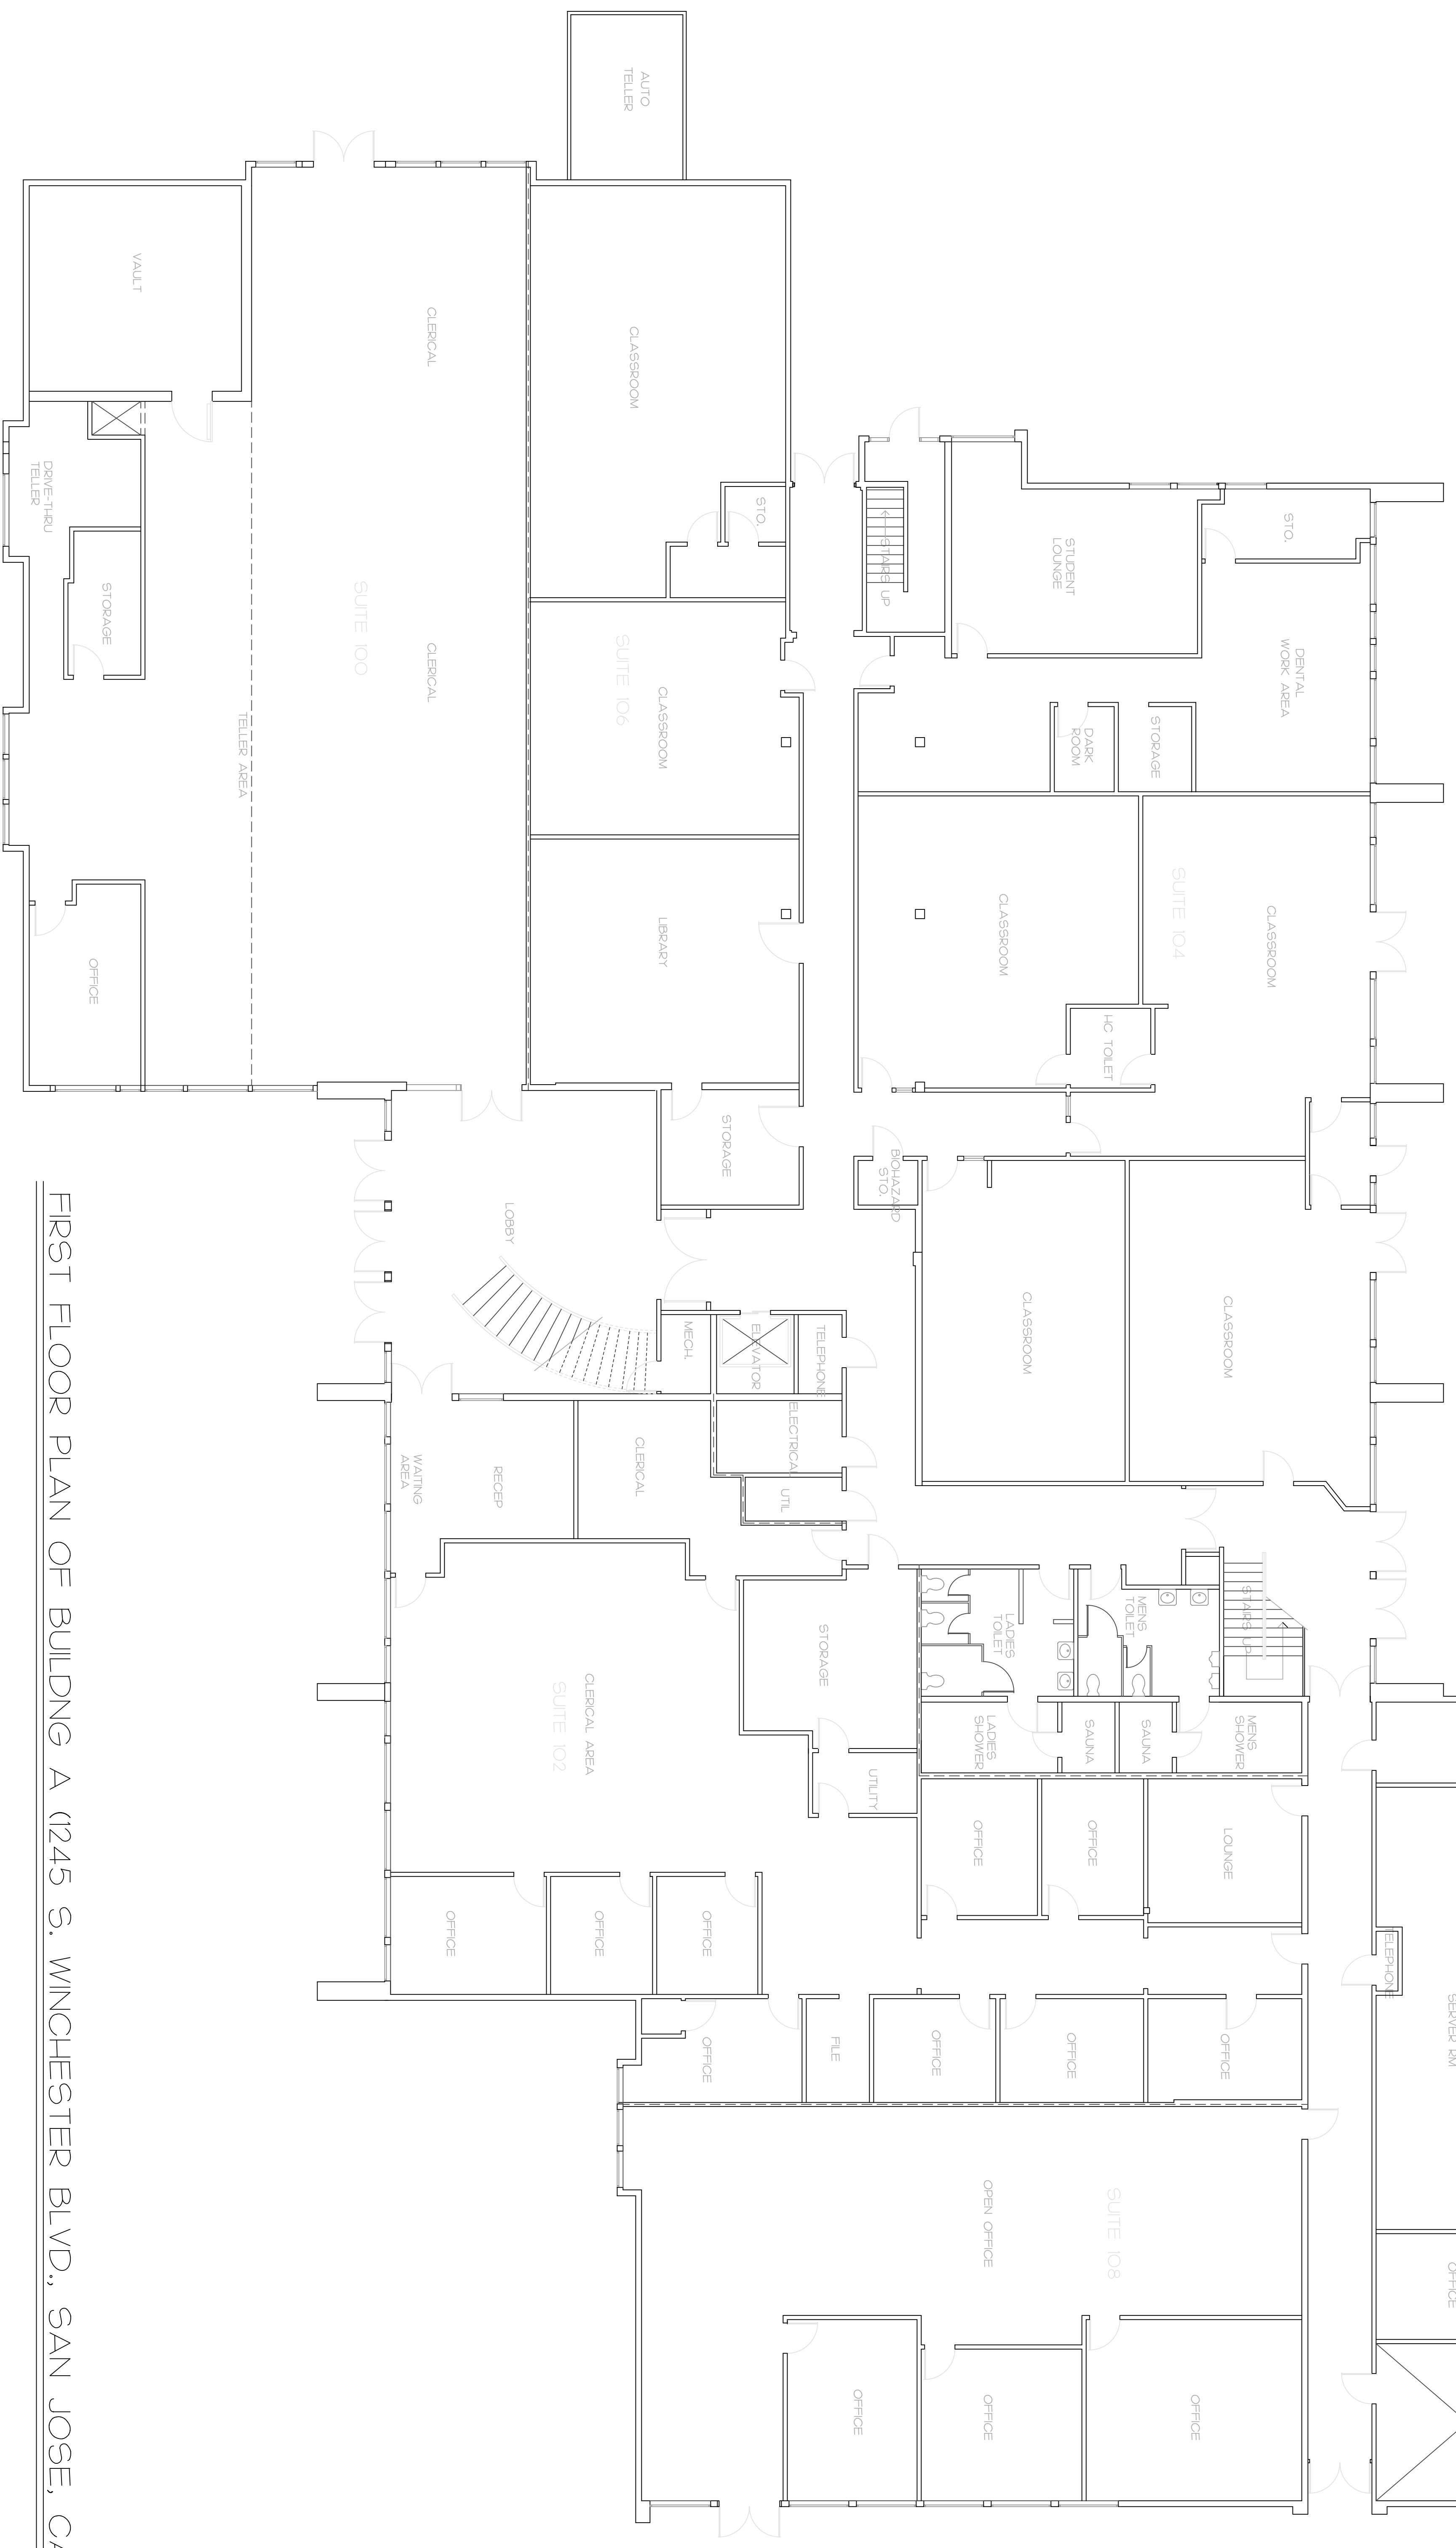 AUTO
TELLER
VAULT
CLERICAL
CLASSROOM
DRIVE-THRU
TELLER
STORAGE
SUITE 100
CLERICAL
TELLER AREA
OFFICE
STO.
SUITE 106
CLASSROOM
LIBRARY
STORAGE
STAIRS UP
STUDENT
LOUNGE
STO.
DENTAL
WORK AREA
DARK
ROOM
STORAGE
CLASSROOM
SUITE 104
CLASSROOM
HC TOILET
BIOHAZARD
STO.
CLASSROOM
CLASSROOM
LOBBY
MECH.
ELEVATOR
TELEPHONE
ELECTRICAL
UTIL
WAITING
AREA
RECEP
CLERICAL
STORAGE
LADIES
TOILET
MENS
TOILET
STAIRS UP
CLERICAL AREA
SUITE 102
UTILITY
LADIES
SHOWER
SAUNA
SAUNA
MENS
SHOWER
OFFICE
OFFICE
LOUNGE
OFFICE
OFFICE
OFFICE
TELEPHONE
SERVER RM
OFFICE
FILE
OFFICE
OFFICE
OFFICE
OPEN OFFICE
SUITE 108
OFFICE
OFFICE
OFFICE
OFFICE
FIRST FLOOR PLAN OF BUILDNG A (1245 S. WINCHESTER BLVD., SAN JOSE, CA